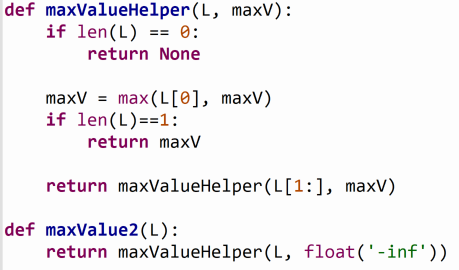 def maxValueHelper(L, maxV):
    if len(L) == 0:
        return None

    maxV = max(L[0], maxV)
    if len(L)==1:
        return maxV

    return maxValueHelper(L[1:], maxV)

def maxValue2(L):
    return maxValueHelper(L, float('-inf'))